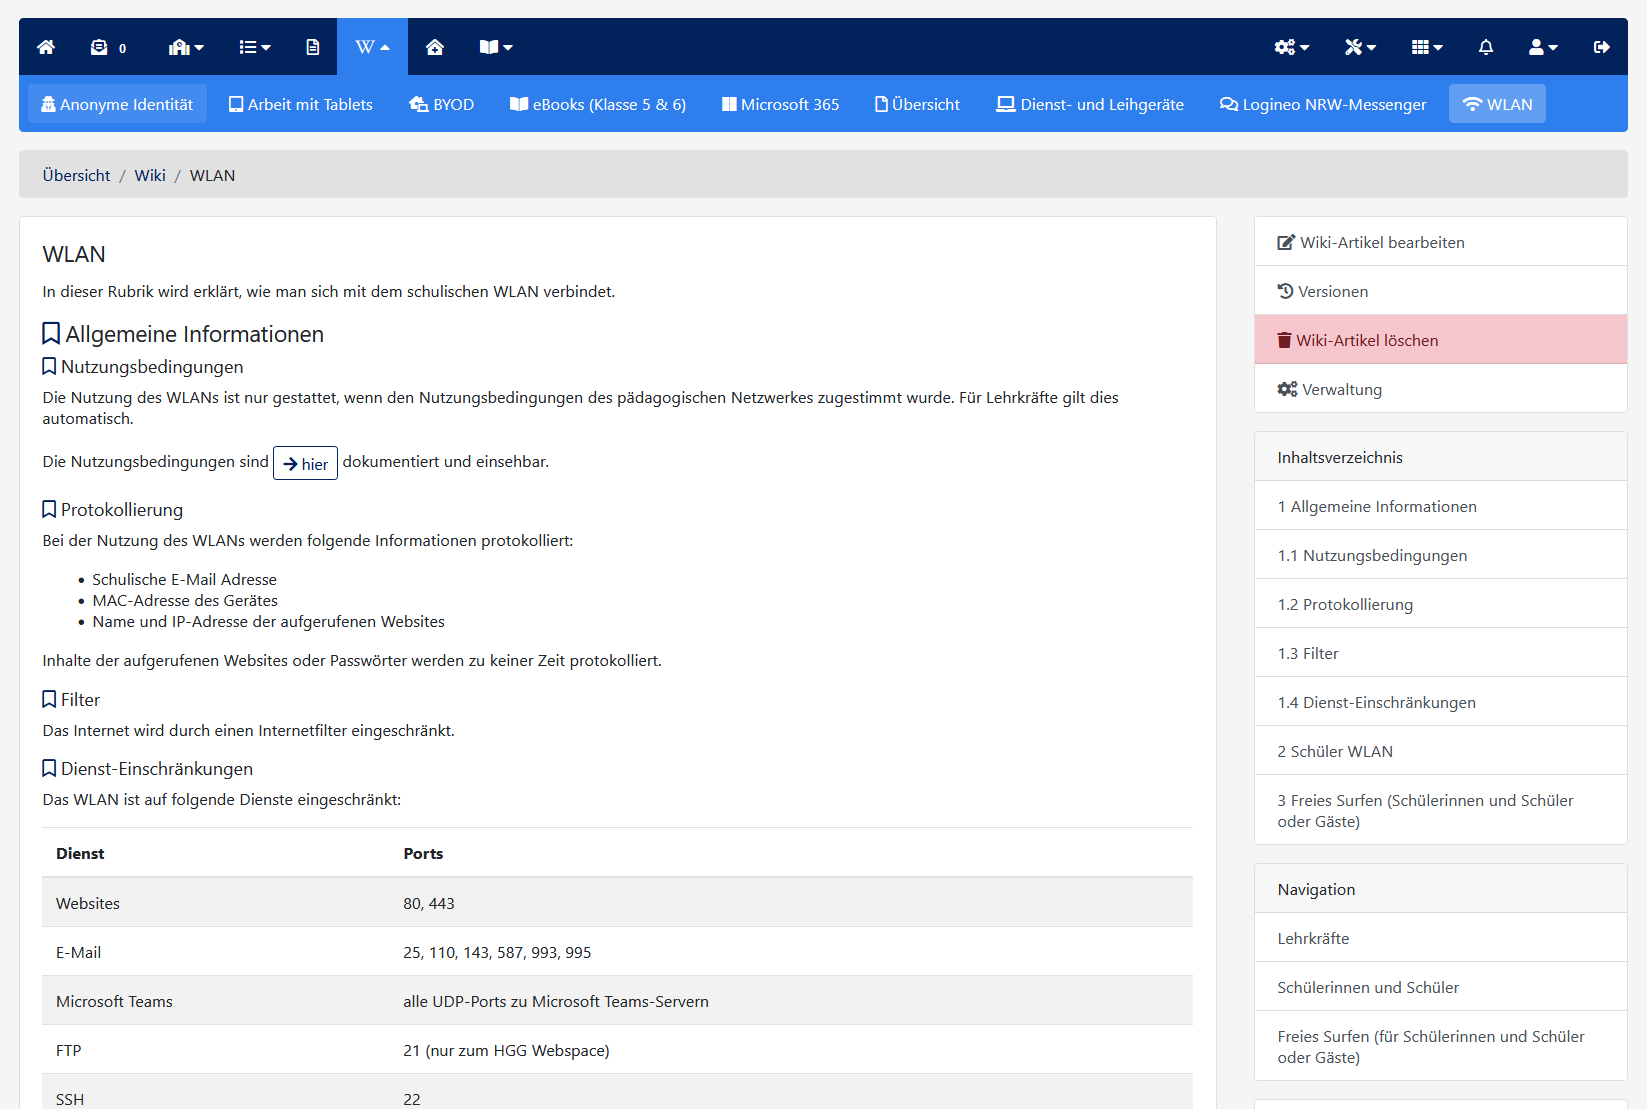 0
W
Anonyme Identität Arbeit mit Tablets BYOD eBooks (Klasse 5 & 6) Microsoft 365 Übersicht Dienst- und Leihgeräte Logineo NRW-Messenger WLAN
Übersicht / Wiki / WLAN
WLAN
In dieser Rubrik wird erklärt, wie man sich mit dem schulischen WLAN verbindet.
Allgemeine Informationen
Nutzungsbedingungen
Die Nutzung des WLANs ist nur gestattet, wenn den Nutzungsbedingungen des pädagogischen Netzwerkes zugestimmt wurde. Für Lehrkräfte gilt dies
automatisch.
Die Nutzungsbedingungen sind hier dokumentiert und einsehbar.
Protokollierung
Bei der Nutzung des WLANs werden folgende Informationen protokolliert:
• Schulische E-Mail Adresse
• MAC-Adresse des Gerätes
• Name und IP-Adresse der aufgerufenen Websites
Inhalte der aufgerufenen Websites oder Passwörter werden zu keiner Zeit protokolliert.
Filter
Das Internet wird durch einen Internetfilter eingeschränkt.
Dienst-Einschränkungen
Das WLAN ist auf folgende Dienste eingeschränkt:
Dienst Ports
Websites 80, 443
E-Mail 25, 110, 143, 587, 993, 995
Microsoft Teams alle UDP-Ports zu Microsoft Teams-Servern
FTP 21 (nur zum HGG Webspace)
SSH 22
Wiki-Artikel bearbeiten
Versionen
Wiki-Artikel löschen
Verwaltung
Inhaltsverzeichnis
1 Allgemeine Informationen
1.1 Nutzungsbedingungen
1.2 Protokollierung
1.3 Filter
1.4 Dienst-Einschränkungen
2 Schüler WLAN
3 Freies Surfen (Schülerinnen und Schüler
oder Gäste)
Navigation
Lehrkräfte
Schülerinnen und Schüler
Freies Surfen (für Schülerinnen und Schüler
oder Gäste)